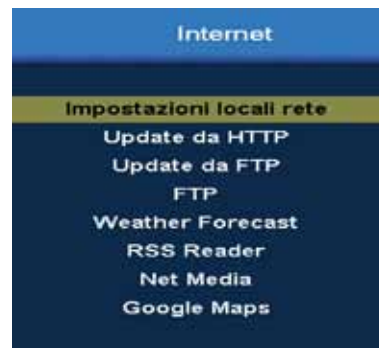 Internet
Impostazioni locali rete
Update da HTTP
Update da FTP
FTP
Weather Forecast
RSS Reader
Net Media
Google Maps